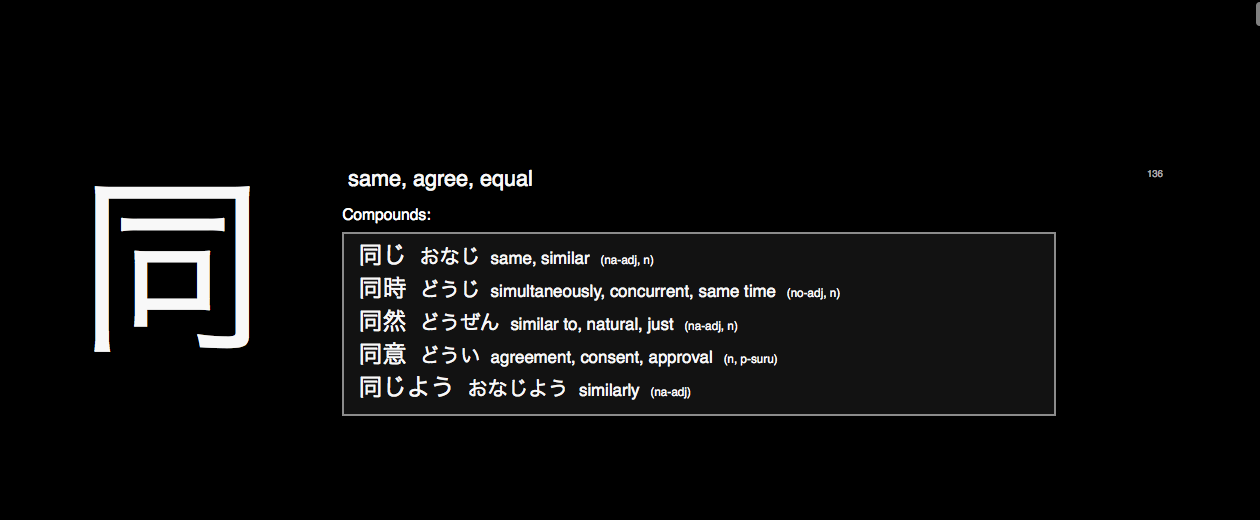 同
same, agree, equal
136
Compounds:
同じ おなじ same, similar (na-adj, n)
同時 どうじ simultaneously, concurrent, same time (no-adj, n)
同然 どうぜん similar to, natural, just (na-adj, n)
同意 どうい agreement, consent, approval (n, p-suru)
同じよう おなじよう similarly (na-adj)